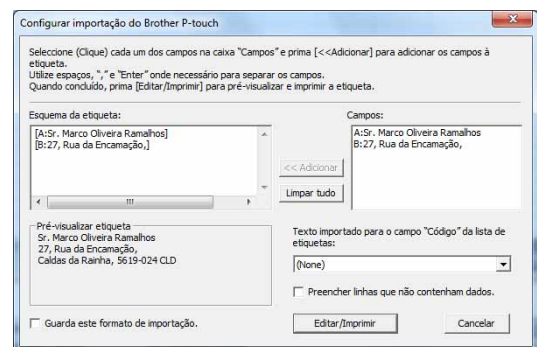 Configurar importação do Brother P-touch
Seleccione (Clique) cada um dos campos na caixa "Campos" e prima [<<Adicionar] para adicionar os campos à
etiqueta.
Utilize espaços, "," e "Enter" onde necessário para separar os campos.
Quando concluído, prima [Editar/Imprimir] para pré-visualizar e imprimir a etiqueta.
Esquema da etiqueta:
Campos:
[A:Sr. Marco Oliveira Ramalhos]
[B:27, Rua da Encamação,]
A:Sr. Marco Oliveira Ramalhos
B:27, Rua da Encamação,
<< Adicionar
Limpar tudo
Pré-visualizar etiqueta
Sr. Marco Oliveira Ramalhos
27, Rua da Encamação,
Caldas da Rainha, 5619-024 CLD
Texto importado para o campo "Código" da lista de
etiquetas:
(None)
Preencher linhas que não contenham dados.
Guarda este formato de importação.
Editar/Imprimir
Cancelar